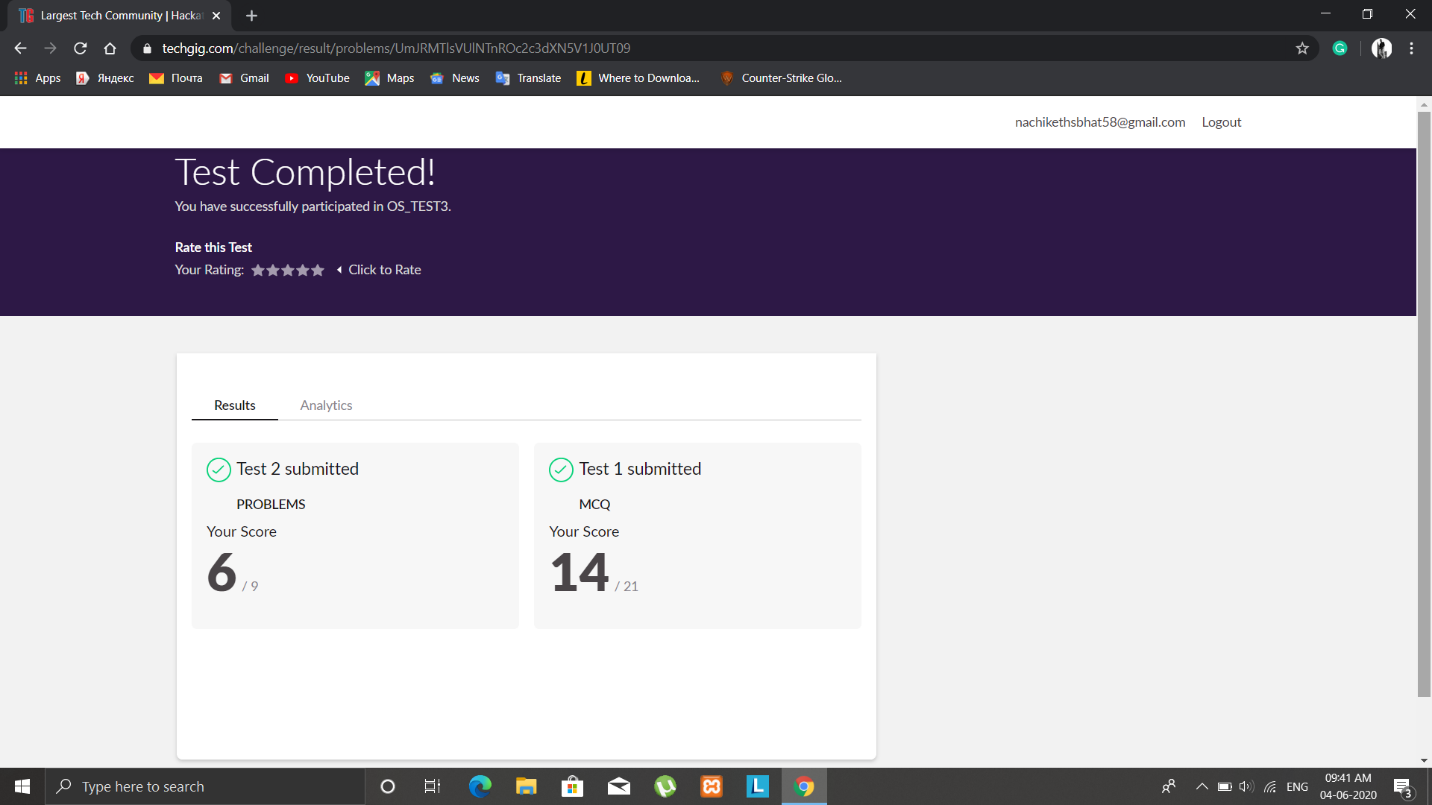 Largest Tech Community | Hacka
techgig.com/challenge/result/problems/UmJRMTlsVUlNTnROc2c3dXN5V1J0UT09
Apps Яндекс Почта Gmail YouTube Maps News Translate Where to Downloa... Counter-Strike Glo...
nachikethsbhat58@gmail.com Logout
Test Completed!
You have successfully participated in OS_TEST3.
Rate this Test
Your Rating: Click to Rate
Results Analytics
Test 2 submitted
PROBLEMS
Your Score
6 / 9
Test 1 submitted
MCQ
Your Score
14 / 21
Type here to search
ENG
09:41 AM
04-06-2020
3